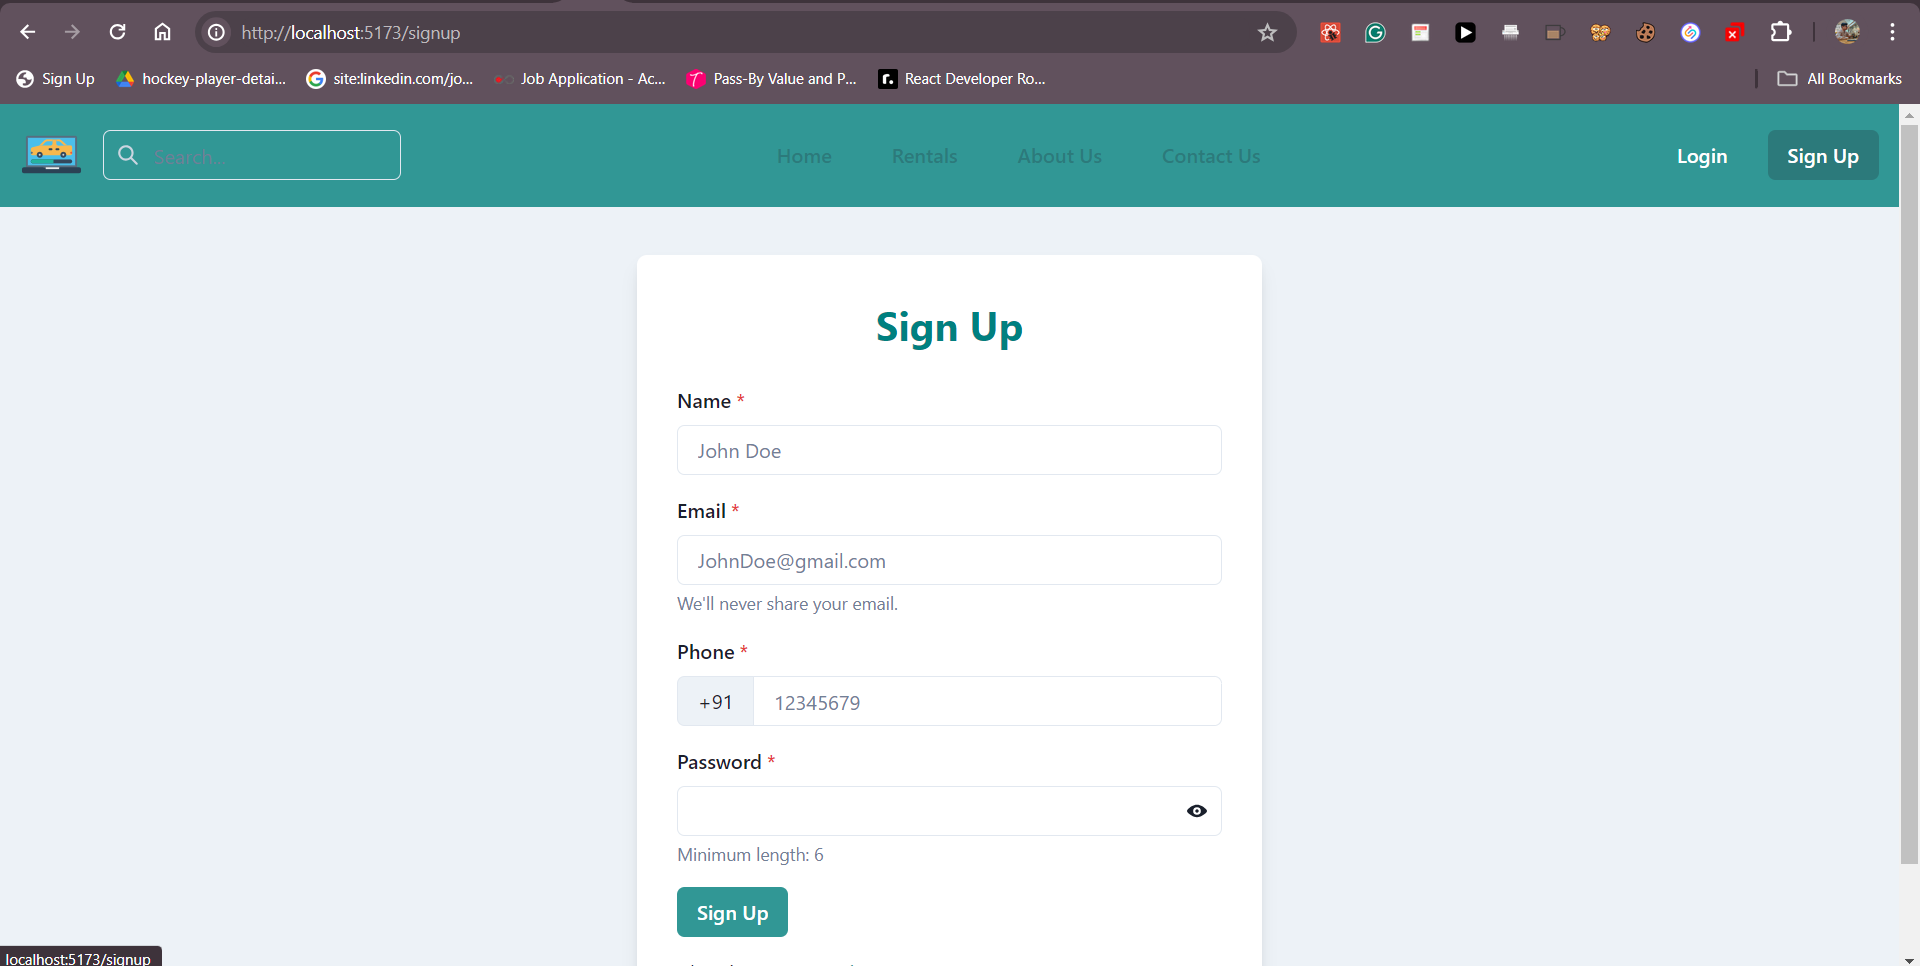 http://localhost:5173/signup
Sign Up hockey-player-detai... site:linkedin.com/jo... Job Application - Ac... Pass-By Value and P... React Developer Ro... All Bookmarks
Search. Home Rentals About Us Contact Us Login Sign Up
Sign Up
Name *
John Doe
Email *
JohnDoe@gmail.com
We'll never share your email.
Phone *
+91 12345679
Password *
Minimum length: 6
Sign Up
localhost:5173/signup